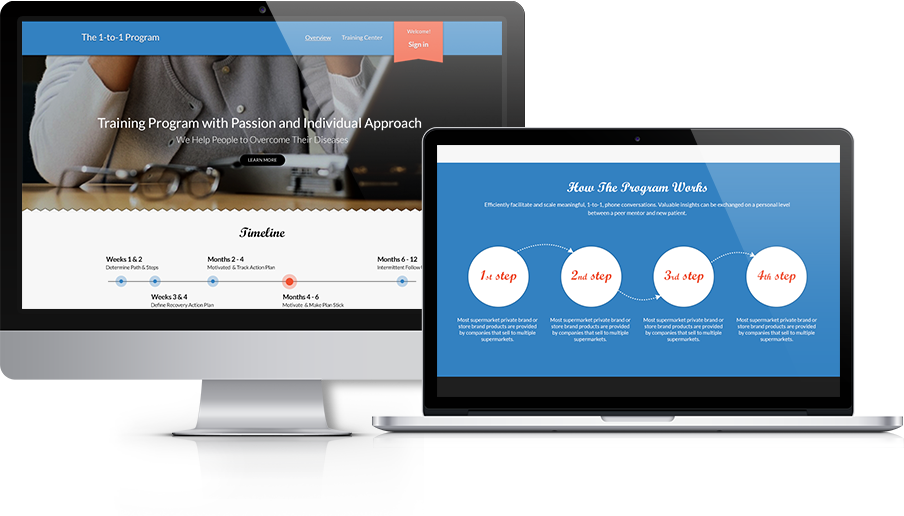 The 1-to-1 Program
Overview
Training Center
Welcome!
Sign in
Training Program with Passion and Individual Approach
We Help People to Overcome Their Diseases
LEARN MORE
Timeline
Weeks 1 & 2
Determine Path & Steps
Months 2 - 4
Motivated & Track Action Plan
Months 6 - 12
Intermittent Follow
Weeks 3 & 4
Define Recovery Action Plan
Months 4 - 6
Motivate & Make Plan Stick
How The Program Works
Efficiently facilitate and scale meaningful, 1-to-1, phone conversations. Valuable insights can be exchanged on a personal level
between a peer mentor and new patient,
1st step
2nd step
3rd step
4th step
Most supermarket private brand or
store brand products are provided
by companies that sell to multiple
supermarkets.
Most supermarket private brand or
store brand products are provided
by companies that sell to multiple
supermarkets.
Most supermarket private brand or
store brand products are provided
by companies that sell to multiple
supermarkets.
Most supermarket private brand or
store brand products are provided
by companies that sell to multiple
supermarkets.